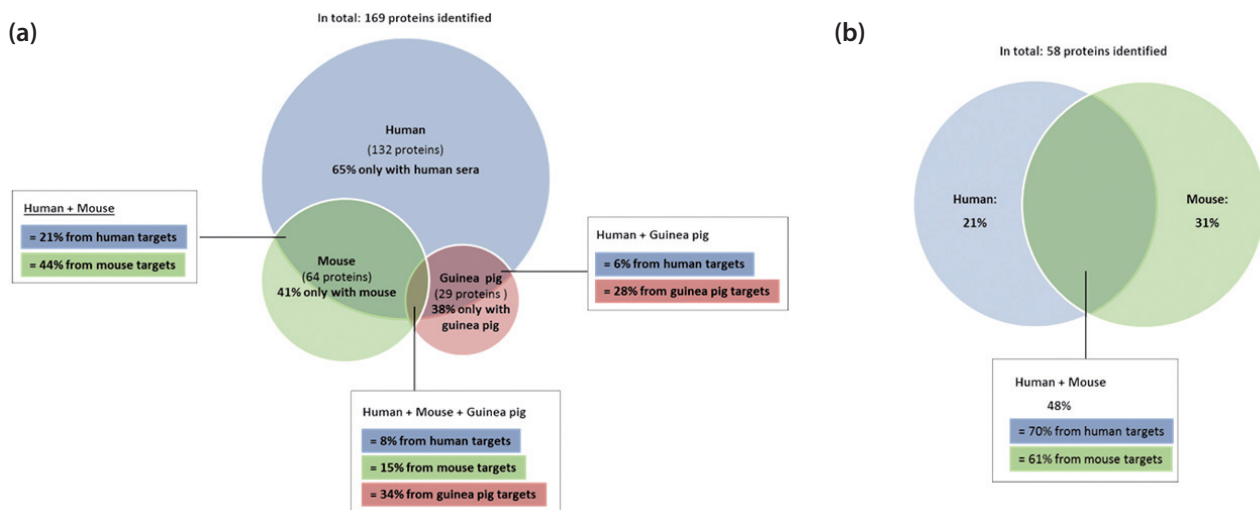 (a)
In total: 169 proteins identified
Human
(132 proteins)
65% only with human sera
Human + Mouse
= 21% from human targets
= 44% from mouse targets
Mouse
(64 proteins)
41% only with mouse
Guinea pig
(29 proteins )
38% only with
guinea pig
Human + Guinea pig
= 6% from human targets
= 28% from guinea pig targets
Human + Mouse + Guinea pig
= 8% from human targets
= 15% from mouse targets
= 34% from guinea pig targets
(b)
In total: 58 proteins identified
Human:
21%
Mouse:
31%
Human + Mouse
48%
= 70% from human targets
= 61% from mouse targets